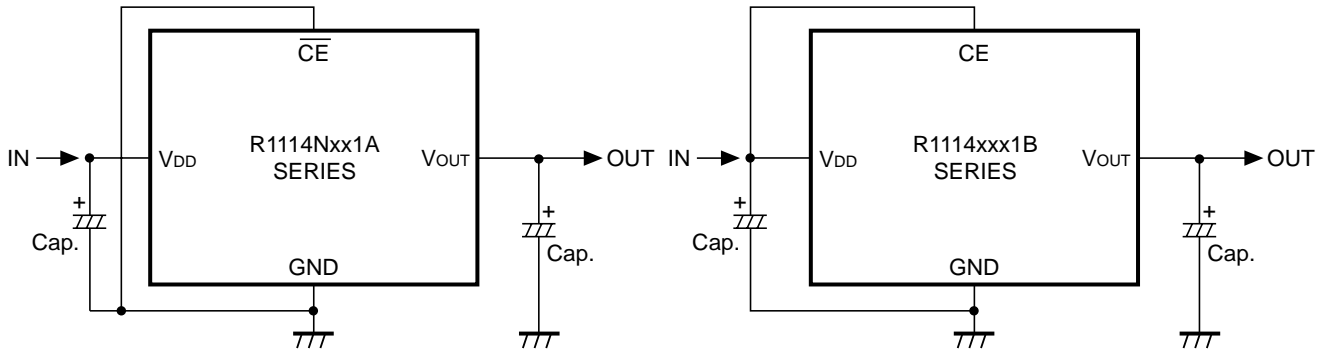 CE
R1114Nxx1A
SERIES
IN
VDD
VOUT
OUT
+
Cap.
+
Cap.
GND
CE
R1114xxx1B
SERIES
IN
VDD
VOUT
OUT
+
Cap.
+
Cap.
GND